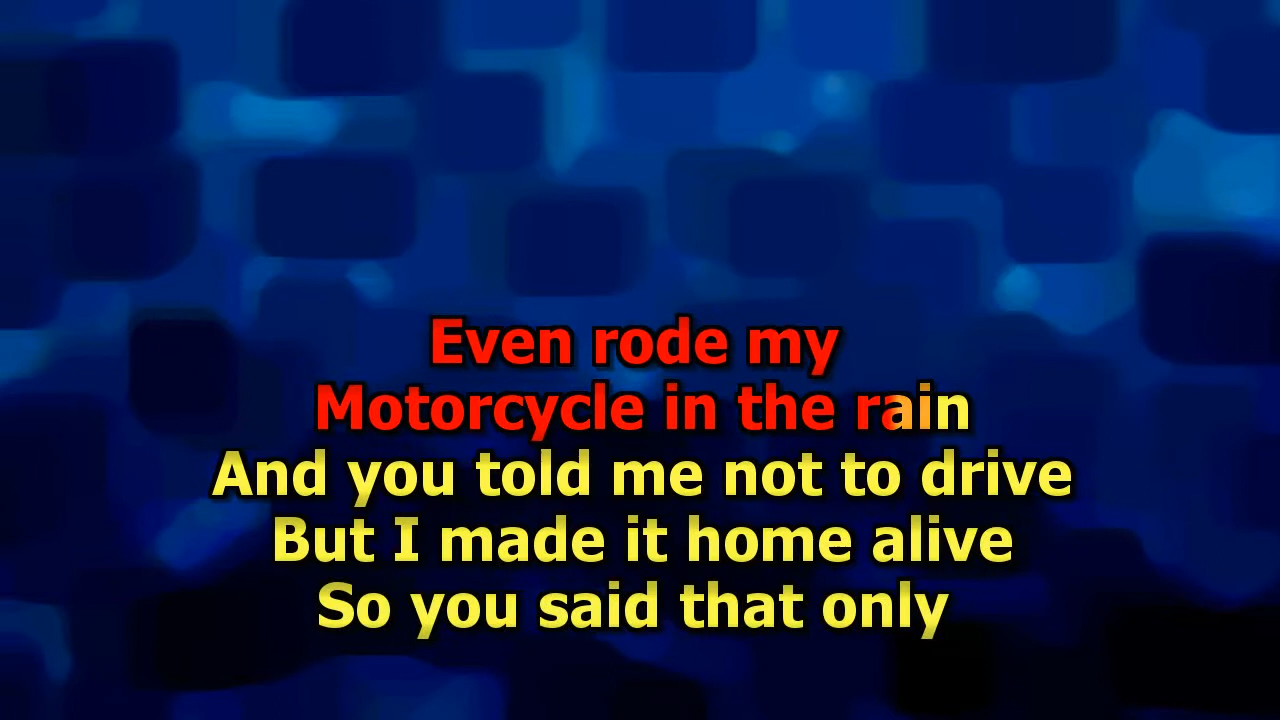 Even rode my
Motorcycle in the rain
And you told me not to drive
But I made it home alive
So you said that only